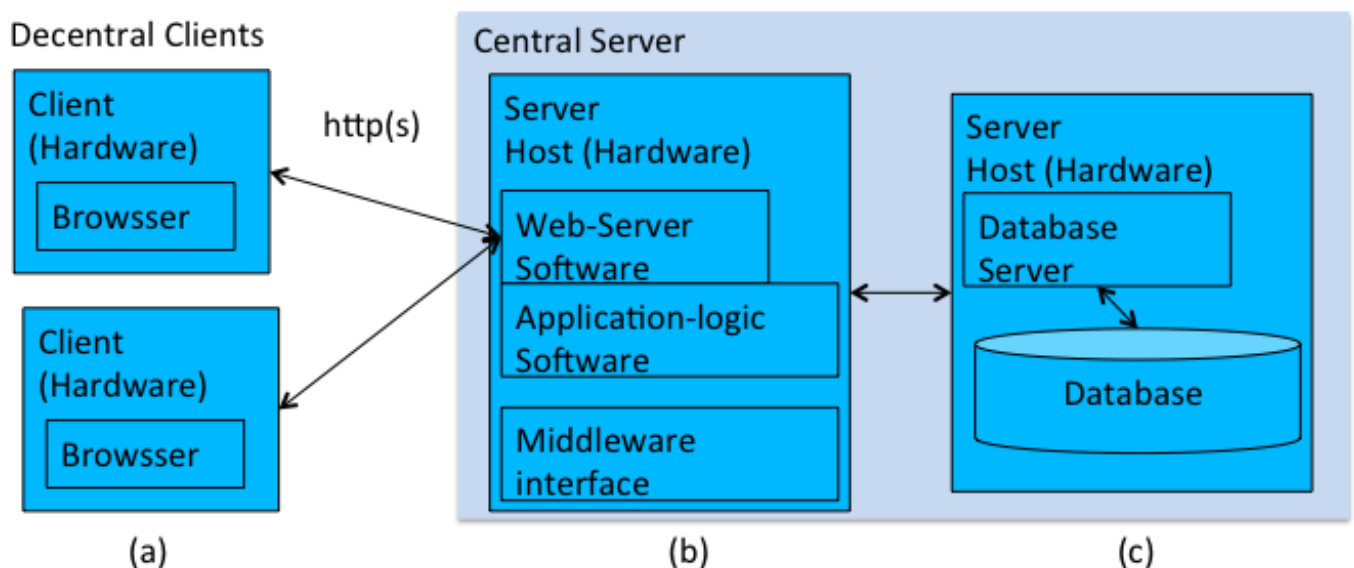 Decentral Clients
Client
(Hardware)
Browsser
Client
(Hardware)
Browsser
(a)
http(s)
Central Server
Server
Host (Hardware)
Web-Server
Software
Application-logic
Software
Middleware
interface
(b)
Server
Host (Hardware)
Database
Server
Database
(c)